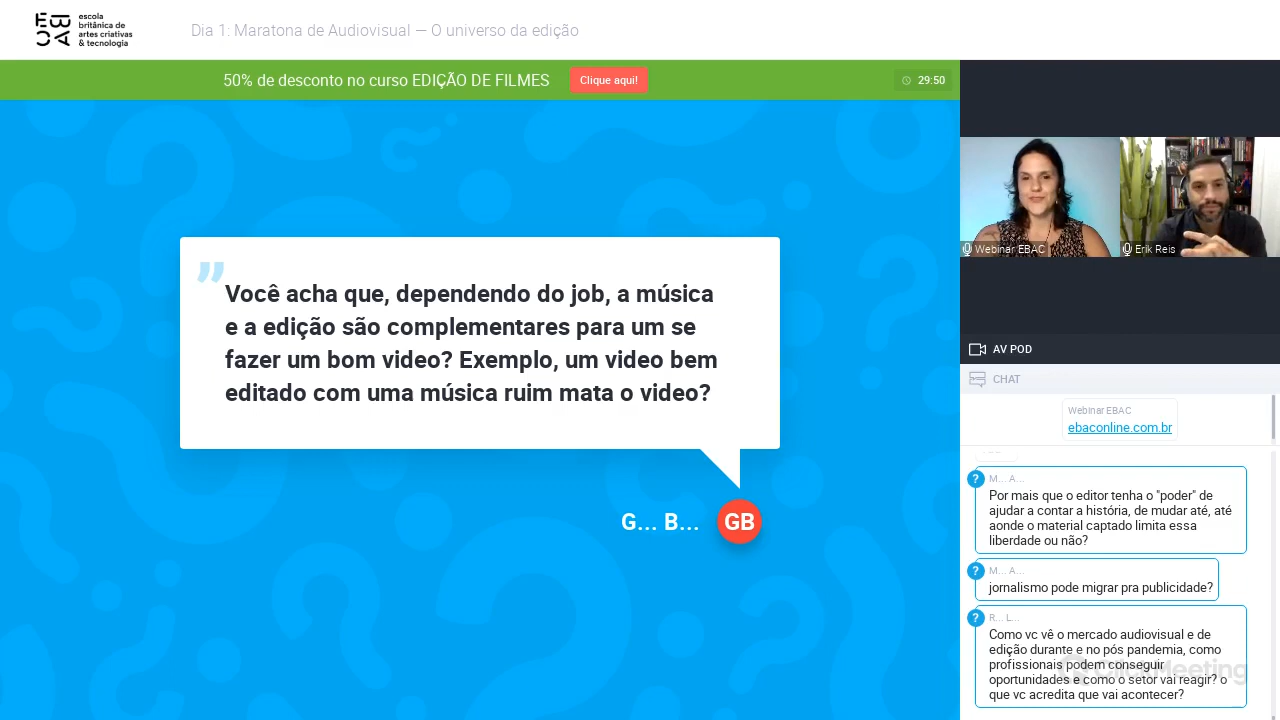 EBAC
escola
britânica de
artes criativas
& tecnologia
Dia 1: Maratona de Audiovisual — O universo da edição
50% de desconto no curso EDIÇÃO DE FILMES
Clique aqui!
29:50
Você acha que, dependendo do job, a música
e a edição são complementares para um se
fazer um bom video? Exemplo, um video bem
editado com uma música ruim mata o video?
G... B...
GB
Webinar EBAC
Erik Reis
AV POD
CHAT
Webinar EBAC
ebaconline.com.br
?
M... A...
Por mais que o editor tenha o "poder" de
ajudar a contar a história, de mudar até, até
aonde o material captado limita essa
liberdade ou não?
?
M... A...
jornalismo pode migrar pra publicidade?
?
R... L...
Como vc vê o mercado audiovisual e de
edição durante e no pós pandemia, como
profissionais podem conseguir
oportunidades e como o setor vai reagir? o
que vc acredita que vai acontecer?
ClickMeeting